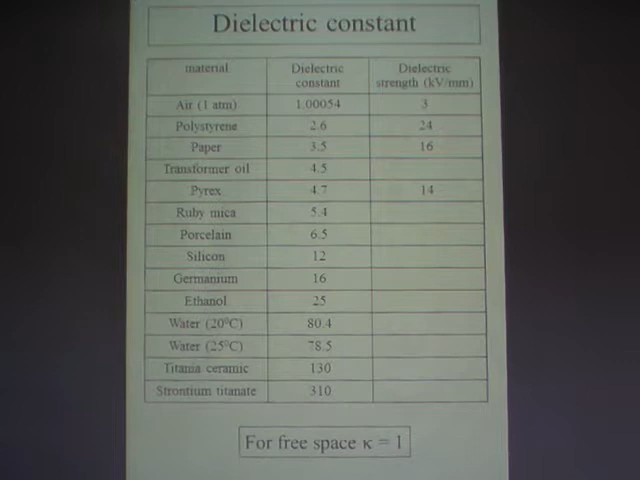 Dielectric constant
material Dielectric constant Dielectric strength (kV/mm)
Air (1 atm) 1.00054 3
Polystyrene 2.6 24
Paper 3.5 16
Transformer oil 4.5
Pyrex 4.7 14
Ruby mica 5.4
Porcelain 6.5
Silicon 12
Germanium 16
Ethanol 25
Water (20⁰C) 80.4
Water (25⁰C) 78.5
Titania ceramic 130
Strontium titanate 310
For free space κ = 1